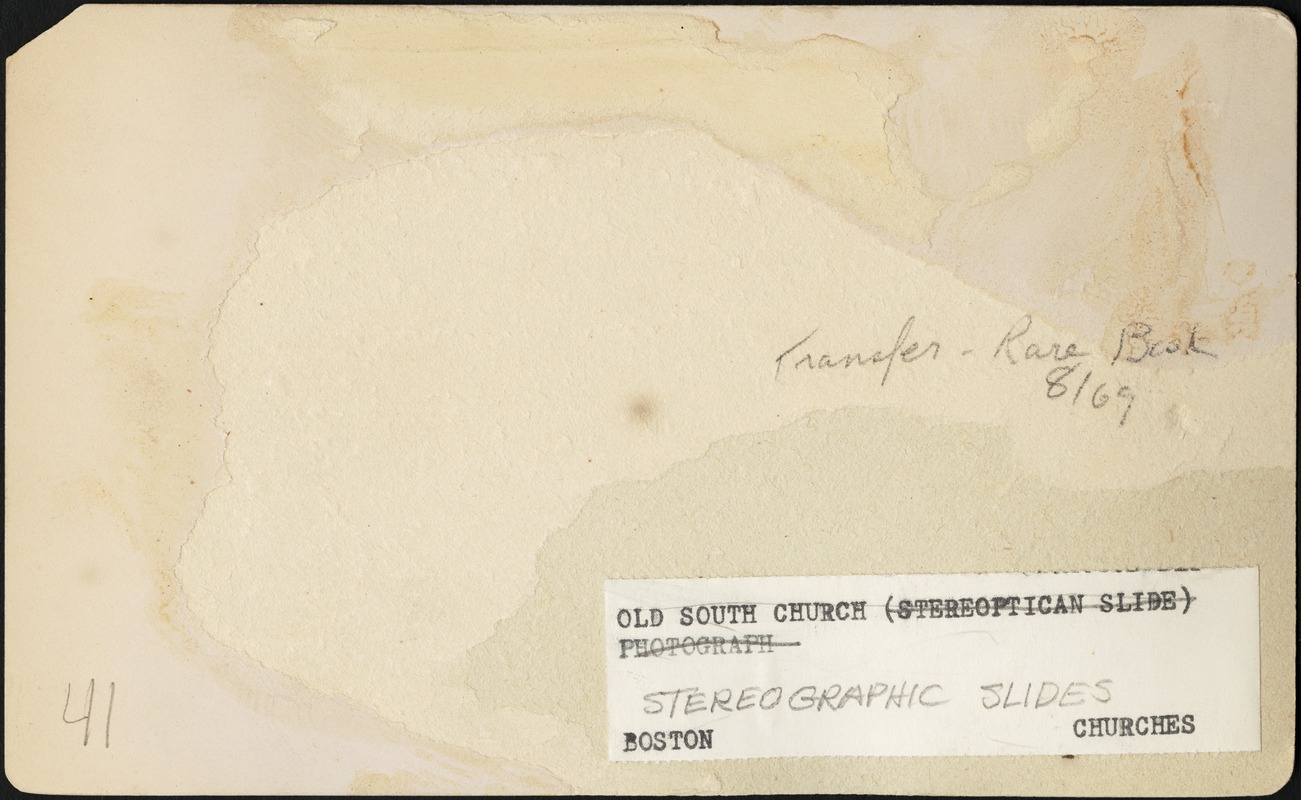 Transfer - Rare Book
8/69
OLD SOUTH CHURCH (STEREOPTICAN SLIDE)
PHOTOGRAPH
STEREOGRAPHIC SLIDES
BOSTON CHURCHES
41